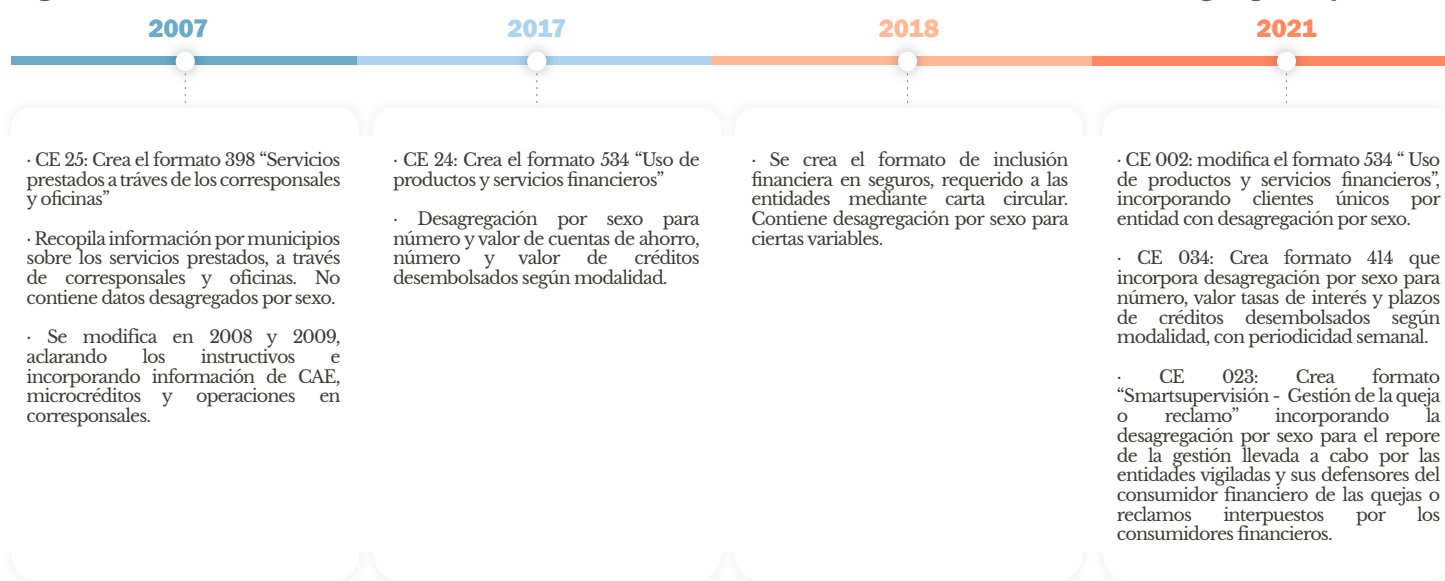 2007
2017
2018
2021
· CE 25: Crea el formato 398 “Servicios
prestados a tráves de los corresponsales
y oficinas”
· Recopila información por municipios
sobre los servicios prestados, a través
de corresponsales y oficinas. No
contiene datos desagregados por sexo.
· Se modifica en 2008 y 2009,
aclarando los instructivos e
incorporando información de CAE,
microcréditos y operaciones en
corresponsales.
· CE 24: Crea el formato 534 “Uso de
productos y servicios financieros”
· Desagregación por sexo para
número y valor de cuentas de ahorro,
número y valor de créditos
desembolsados según modalidad.
· Se crea el formato de inclusión
financiera en seguros, requerido a las
entidades mediante carta circular.
Contiene desagregación por sexo para
ciertas variables.
· CE 002: modifica el formato 534 “ Uso
de productos y servicios financieros”,
incorporando clientes únicos por
entidad con desagregación por sexo.
· CE 034: Crea formato 414 que
incorpora desagregación por sexo para
número, valor tasas de interés y plazos
de créditos desembolsados según
modalidad, con periodicidad semanal.
· CE 023: Crea formato
“Smartsupervisión - Gestión de la queja
o reclamo” incorporando la
desagregación por sexo para el repore
de la gestión llevada a cabo por las
entidades vigiladas y sus defensores del
consumidor financiero de las quejas o
reclamos interpuestos por los
consumidores financieros.